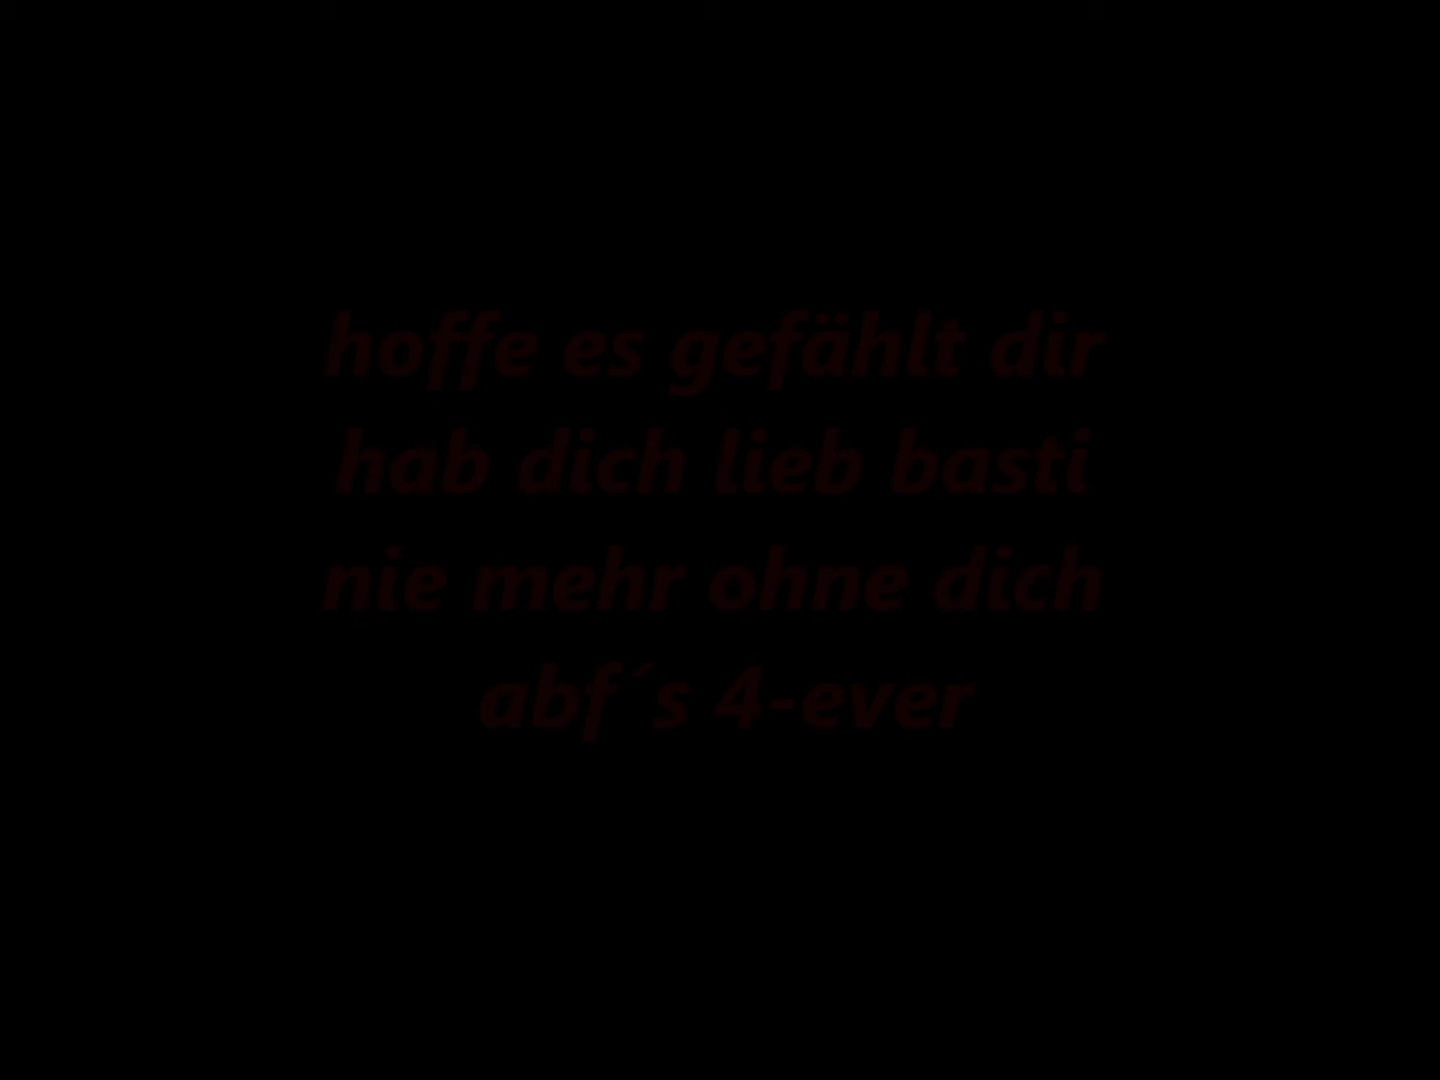 hoffe es gefählt dir
hab dich lieb basti
nie mehr ohne dich
abf´s 4-ever